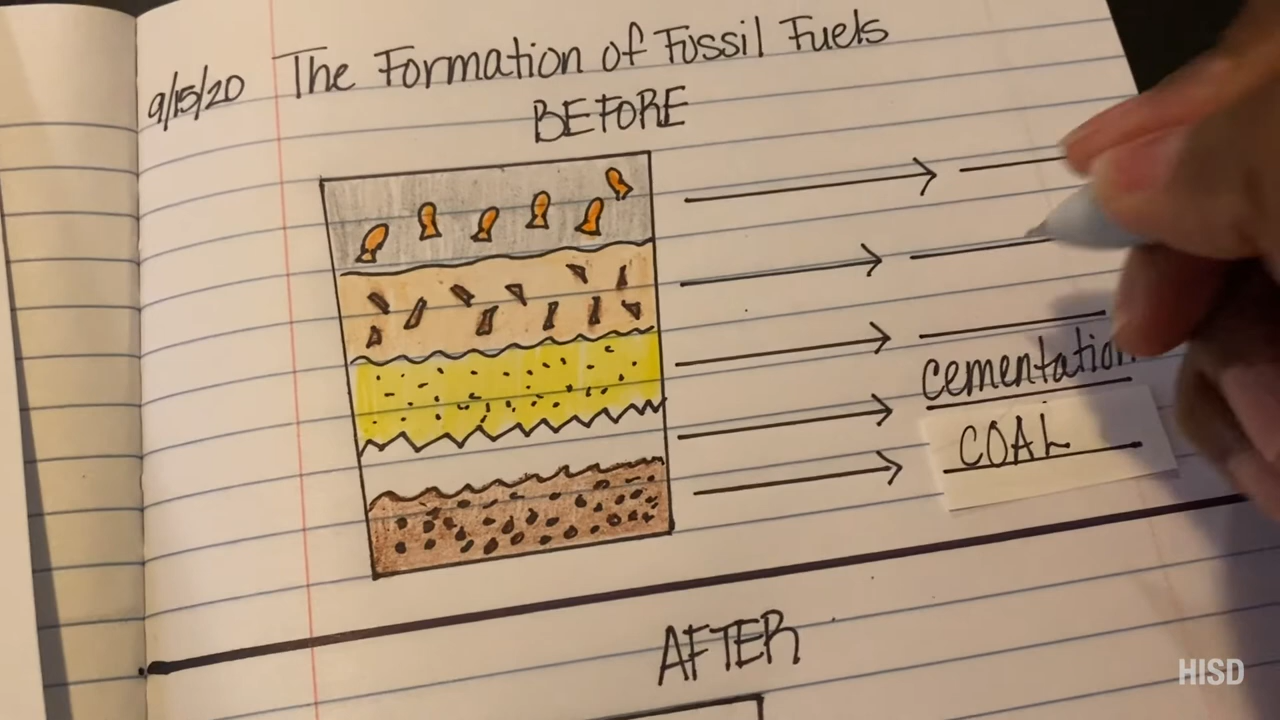 9/15/20 The Formation of Fossil Fuels
BEFORE
cementation
COAL
AFTER
HISD